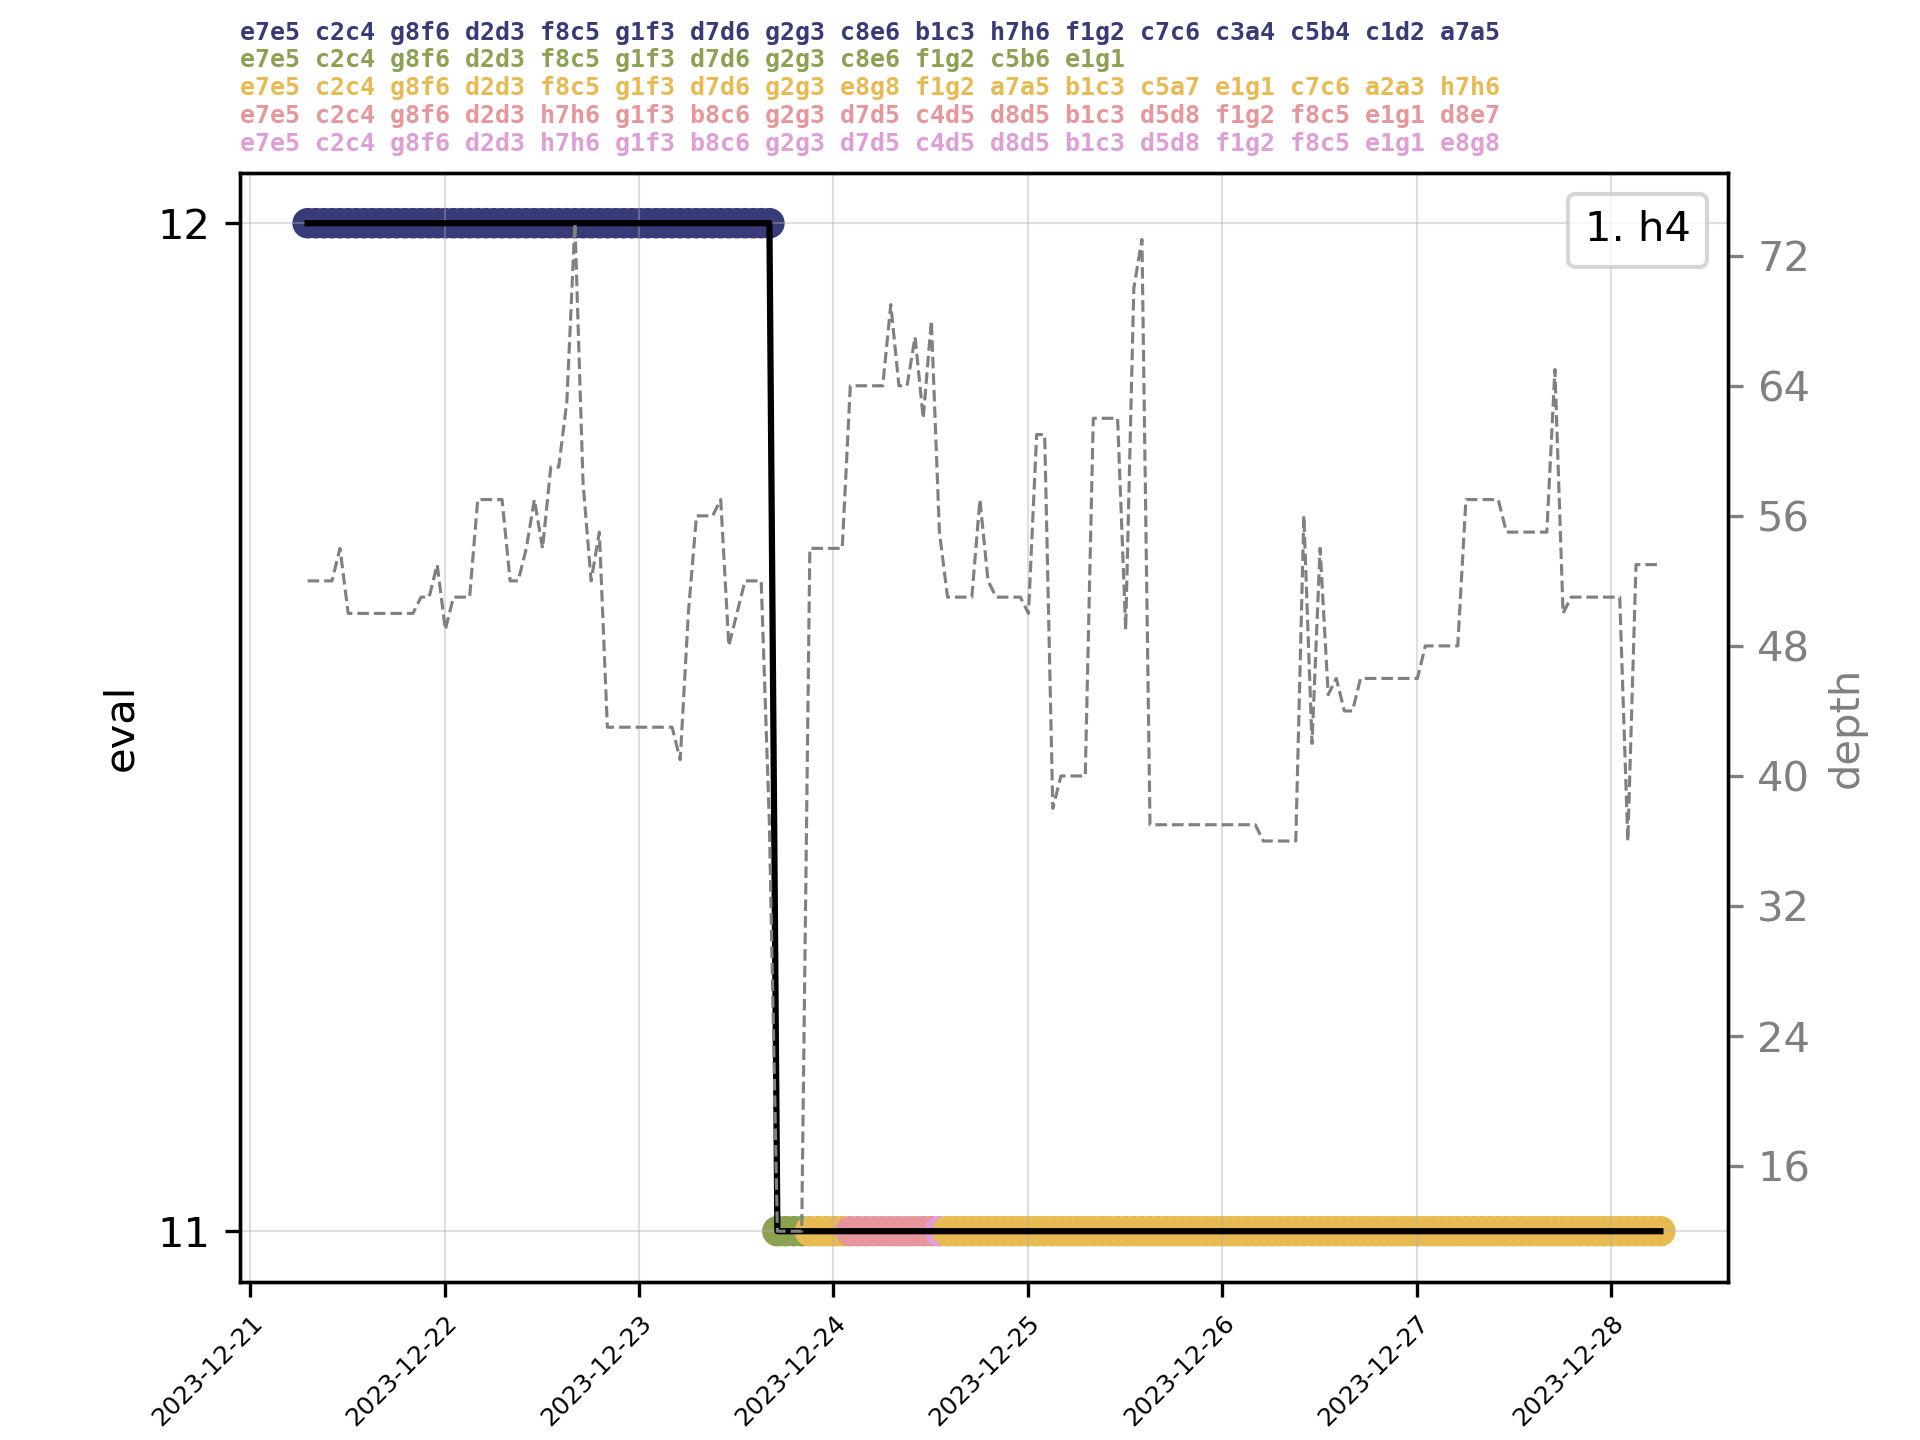 e7e5 c2c4 g8f6 d2d3 f8c5 g1f3 d7d6 g2g3 c8e6 b1c3 h7h6 f1g2 c7c6 c3a4 c5b4 c1d2 a7a5
e7e5 c2c4 g8f6 d2d3 f8c5 g1f3 d7d6 g2g3 c8e6 f1g2 c5b6 e1g1
e7e5 c2c4 g8f6 d2d3 f8c5 g1f3 d7d6 g2g3 e8g8 f1g2 a7a5 b1c3 c5a7 e1g1 c7c6 a2a3 h7h6
e7e5 c2c4 g8f6 d2d3 h7h6 g1f3 b8c6 g2g3 d7d5 c4d5 d8d5 b1c3 d5d8 f1g2 f8c5 e1g1 d8e7
e7e5 c2c4 g8f6 d2d3 h7h6 g1f3 b8c6 g2g3 d7d5 c4d5 d8d5 b1c3 d5d8 f1g2 f8c5 e1g1 e8g8
1. h4
12
11
eval
72
64
56
48
40
32
24
16
depth
2023-12-21
2023-12-22
2023-12-23
2023-12-24
2023-12-25
2023-12-26
2023-12-27
2023-12-28